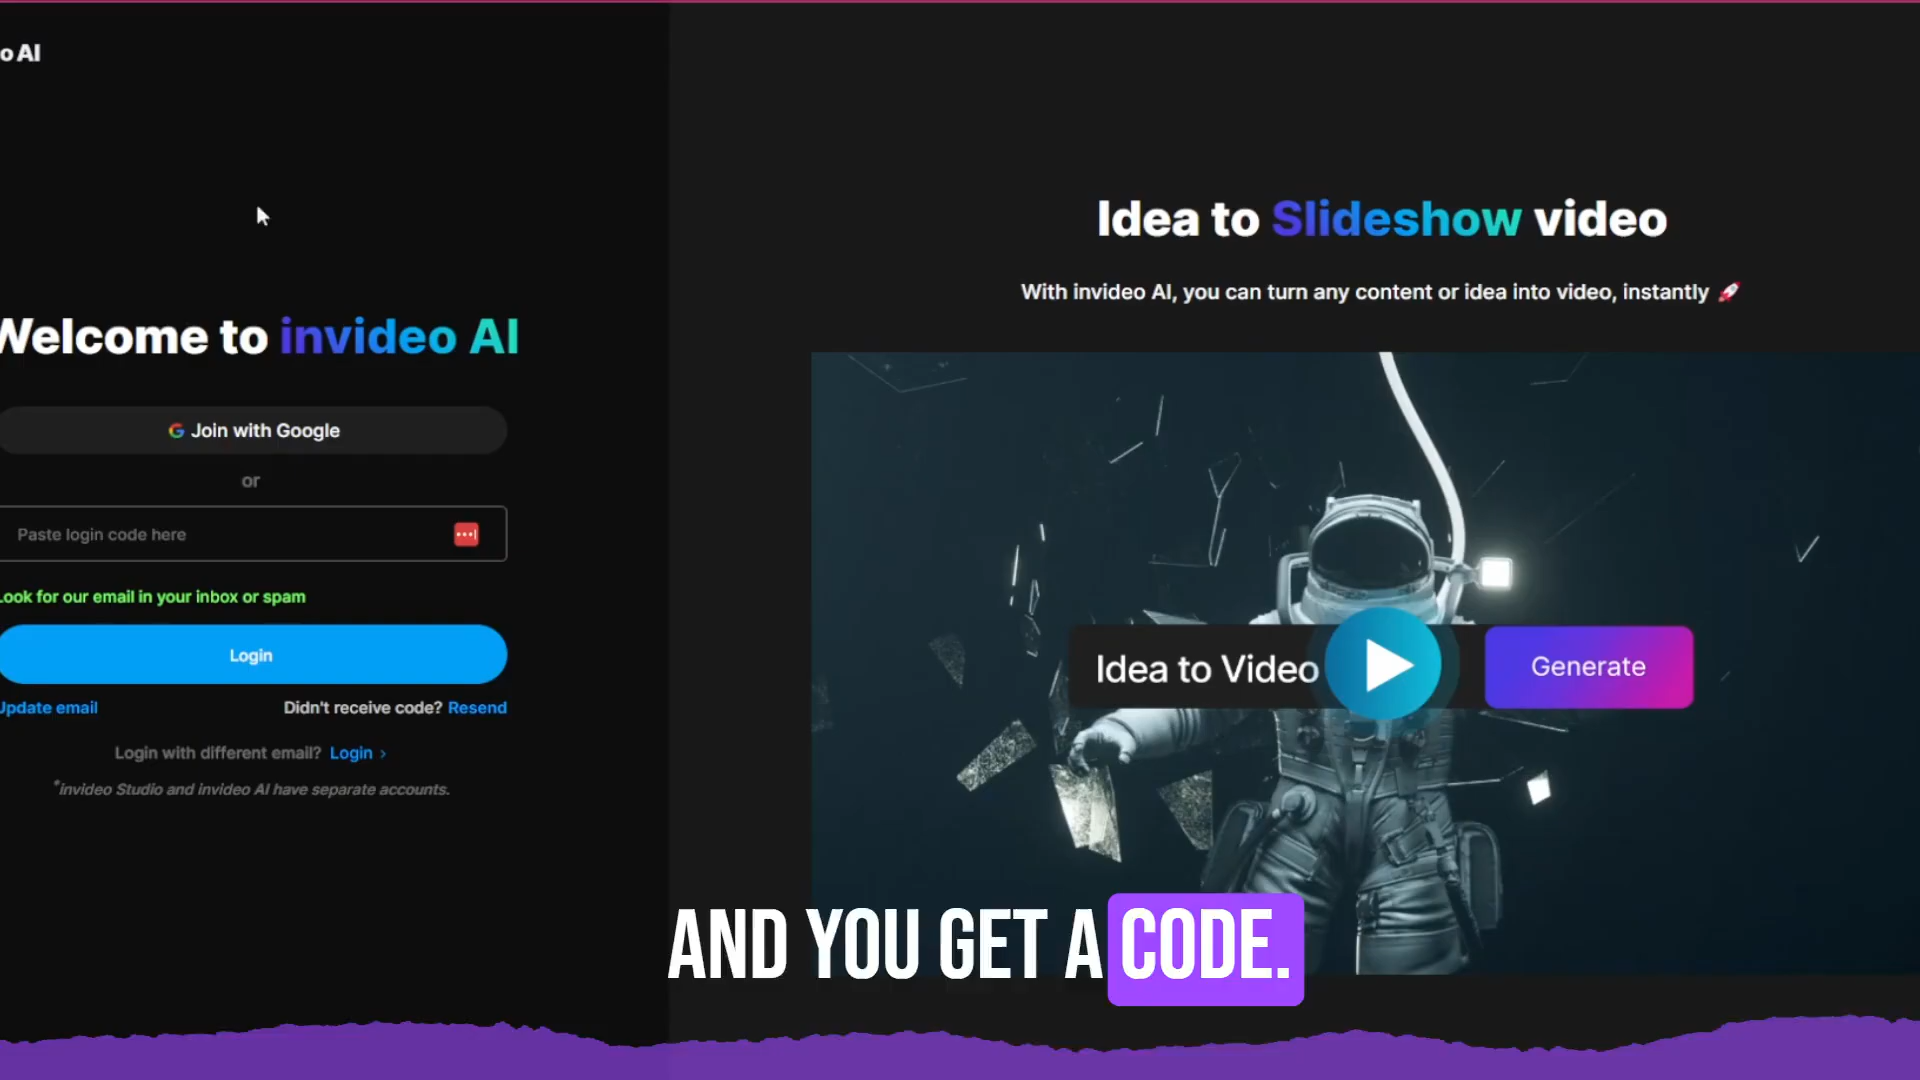 o AI
Welcome to invideo AI
Join with Google
or
Paste login code here
Look for our email in your inbox or spam
Login
Update email
Didn't receive code? Resend
Login with different email? Login ›
*invideo Studio and invideo AI have separate accounts.
Idea to Slideshow video
With invideo AI, you can turn any content or idea into video, instantly 🚀
Idea to Video
Generate
AND YOU GET A CODE.